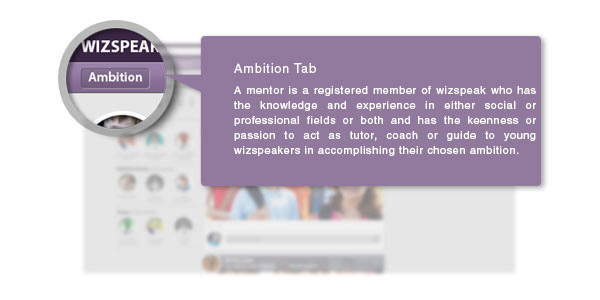 WIZSPEAK
Ambition
Ambition Tab
A mentor is a registered member of wizspeak who has
the knowledge and experience in either social or
professional fields or both and has the keenness or
passion to act as tutor, coach or guide to young
wizspeakers in accomplishing their chosen ambition.